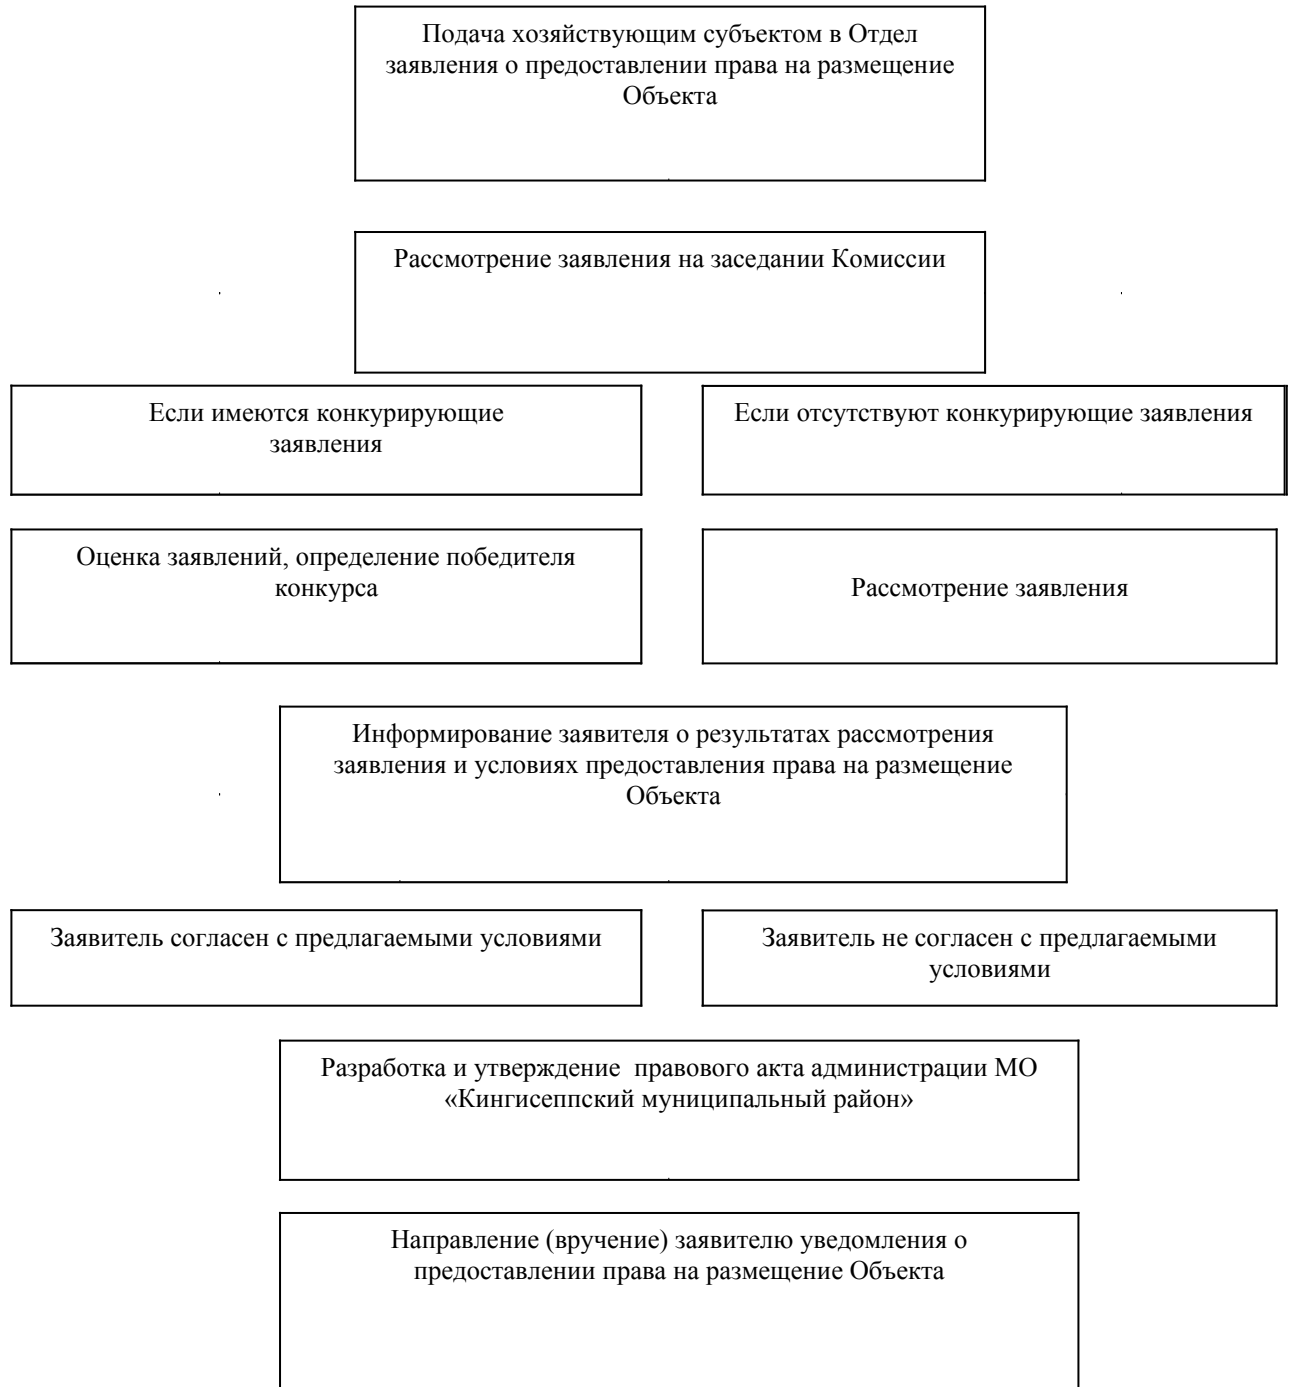 Подача хозяйствующим субъектом в Отдел
заявления о предоставлении права на размещение
Объекта
Рассмотрение заявления на заседании Комиссии
Если имеются конкурирующие
заявления
Если отсутствуют конкурирующие заявления
Оценка заявлений, определение победителя
конкурса
Рассмотрение заявления
Информирование заявителя о результатах рассмотрения
заявления и условиях предоставления права на размещение
Объекта
Заявитель согласен с предлагаемыми условиями
Заявитель не согласен с предлагаемыми
условиями
Разработка и утверждение правового акта администрации МО
«Кингисеппский муниципальный район»
Направление (вручение) заявителю уведомления о
предоставлении права на размещение Объекта